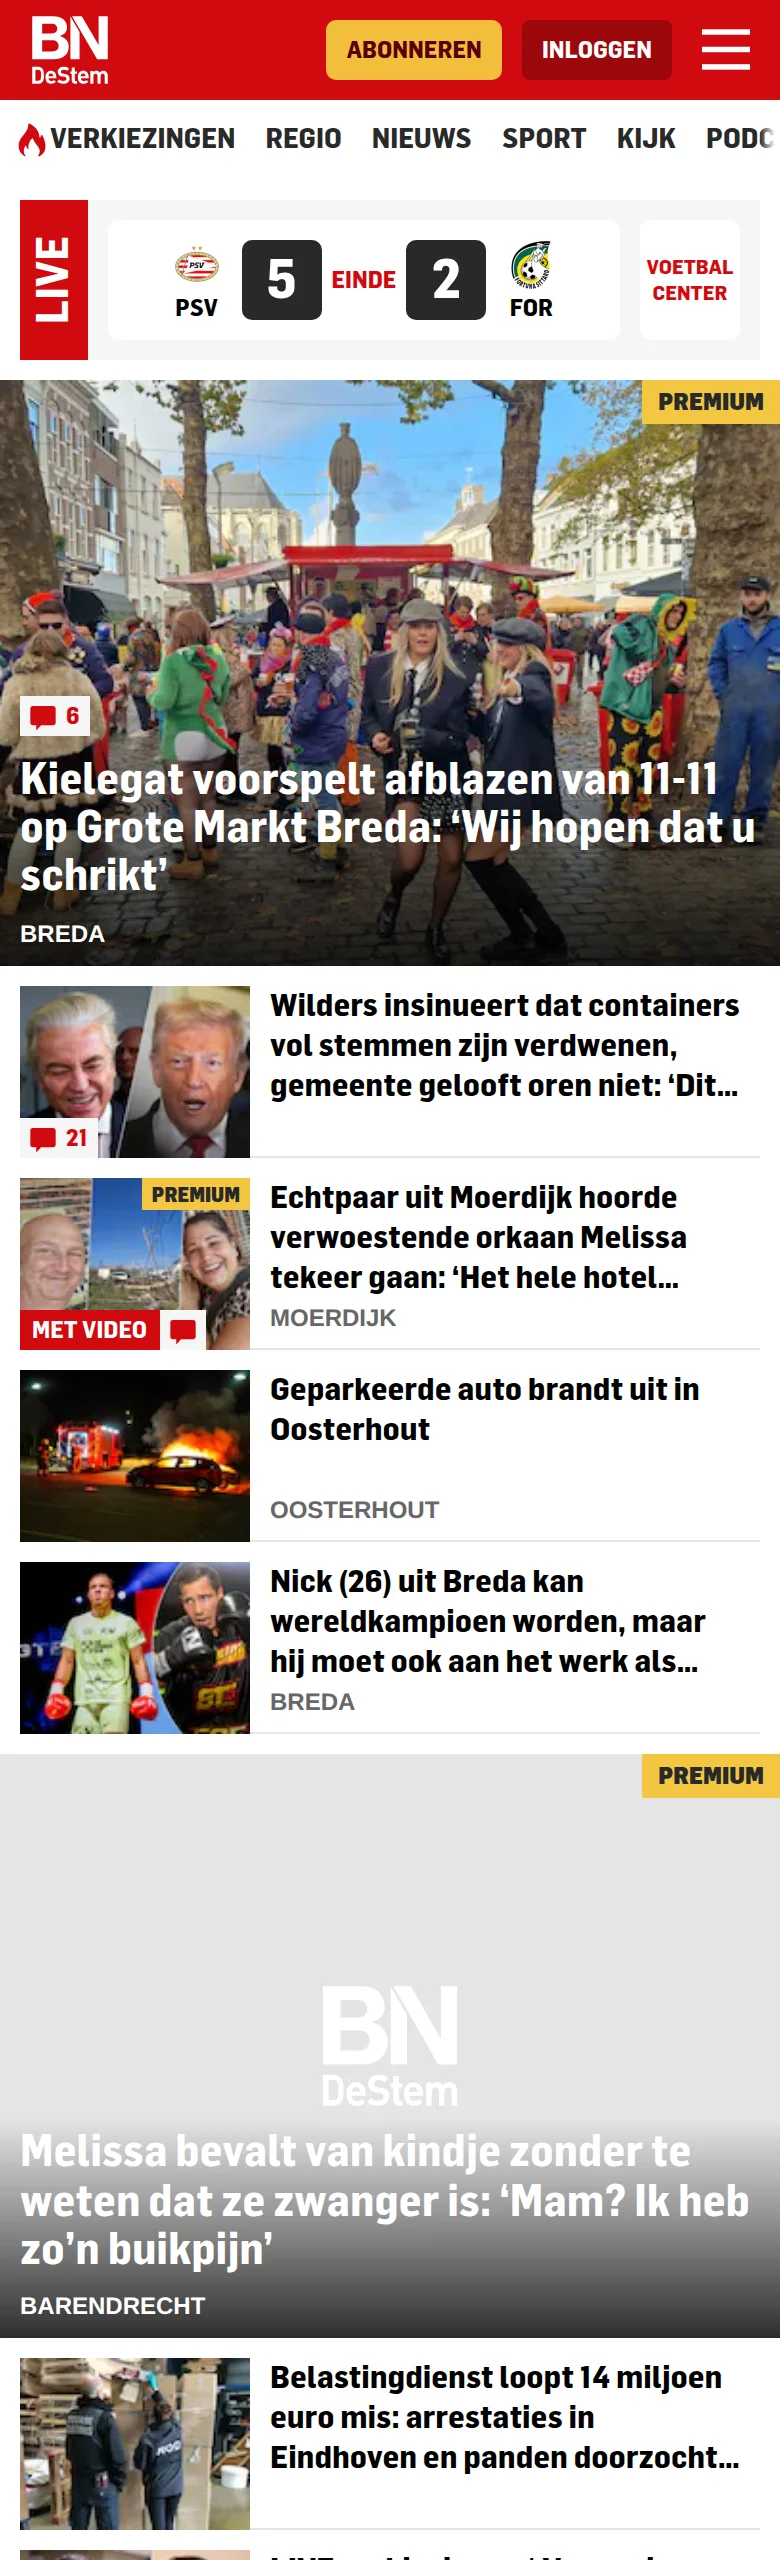 BN
DeStem
ABONNEREN
INLOGGEN
VERKIEZINGEN REGIO NIEUWS SPORT KIJK PODC
LIVE
PSV
5
EINDE
2
PSV
FOR
VOETBAL
CENTER
PREMIUM
6
Kielegat voorspelt afblazen van 11-11
op Grote Markt Breda: ‘Wij hopen dat u
schrikt’
BREDA
Wilders insinueert dat containers
vol stemmen zijn verdwenen,
gemeente gelooft oren niet: ‘Dit...
21
PREMIUM
Echtpaar uit Moerdijk hoorde
verwoestende orkaan Melissa
tekeer gaan: ‘Het hele hotel...
MOERDIJK
MET VIDEO
Geparkeerde auto brandt uit in
Oosterhout
OOSTERHOUT
Nick (26) uit Breda kan
wereldkampioen worden, maar
hij moet ook aan het werk als...
BREDA
PREMIUM
BN
DeStem
Melissa bevalt van kindje zonder te
weten dat ze zwanger is: ‘Mam? Ik heb
zo’n buikpijn’
BARENDRECHT
Belastingdienst loopt 14 miljoen
euro mis: arrestaties in
Eindhoven en panden doorzocht...